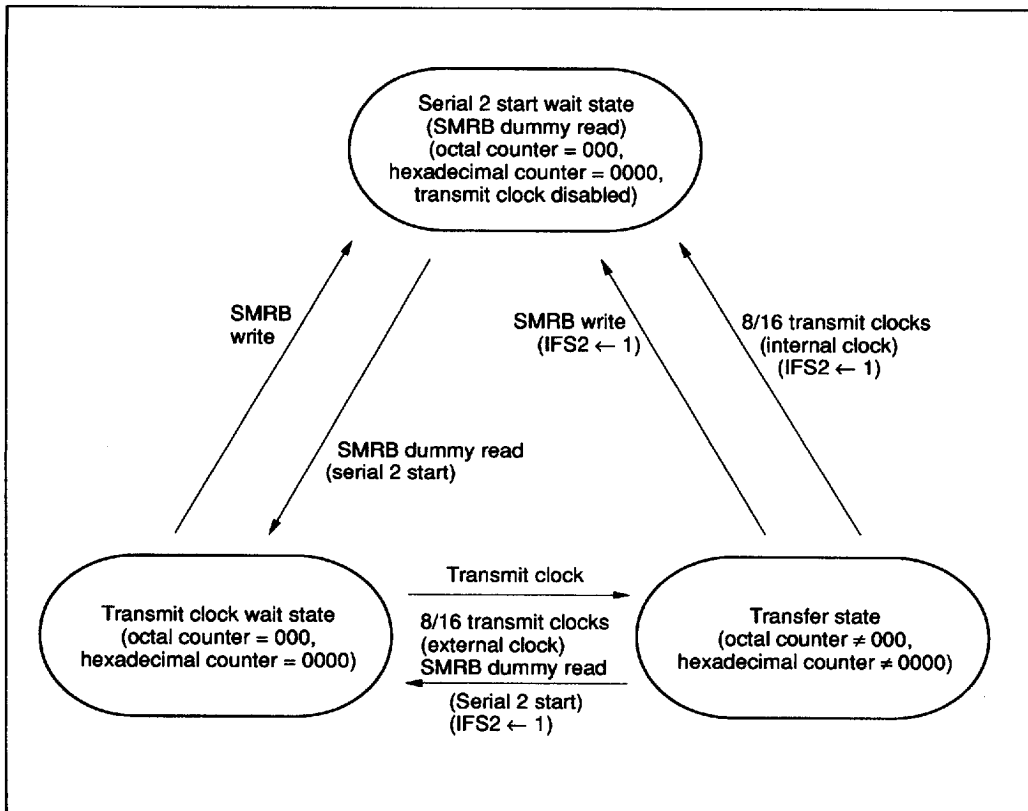 Serial 2 start wait state
(SMRB dummy read)
(octal counter = 000,
hexadecimal counter = 0000,
transmit clock disabled)
SMRB
write
SMRB write
(IFS2 ← 1)
8/16 transmit clocks
(internal clock)
(IFS2 ← 1)
SMRB dummy read
(serial 2 start)
Transmit clock wait state
(octal counter = 000,
hexadecimal counter = 0000)
Transmit clock
8/16 transmit clocks
(external clock)
SMRB dummy read
(Serial 2 start)
(IFS2 ← 1)
Transfer state
(octal counter ≠ 000,
hexadecimal counter ≠ 0000)